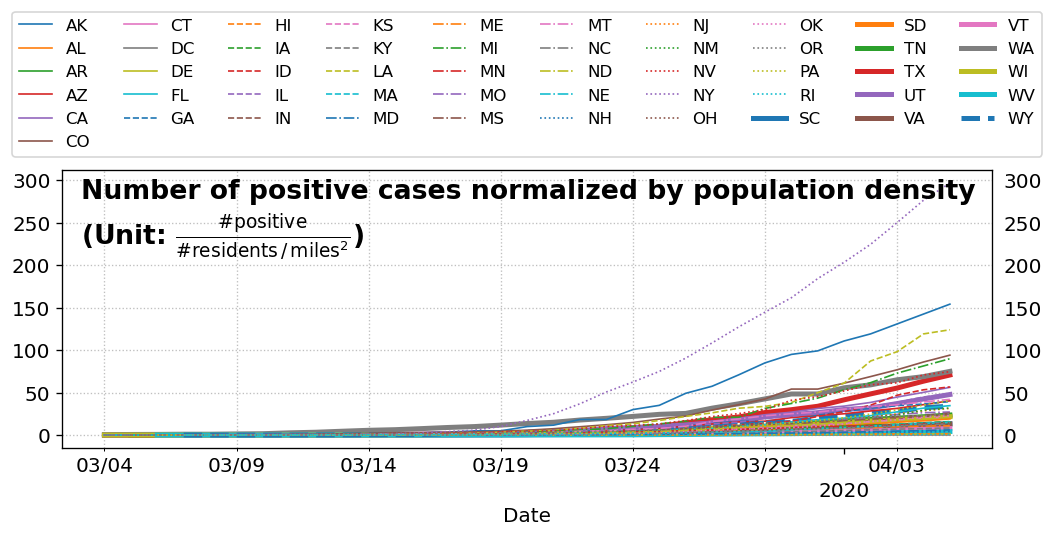 AK CT HI KS ME MT NJ OK SD VT
AL DC IA KY MI NC NM OR TN WA
AR DE ID LA MN ND NV PA TX WI
AZ FL IL MA MO NE NY RI UT WV
CA GA IN MD MS NH OH SC VA WY
CO
Number of positive cases normalized by population density
(Unit: #positive / #residents / miles²)
300 300
250 250
200 200
150 150
100 100
50 50
0 0
03/04 03/09 03/14 03/19 03/24 03/29 04/03
2020
Date